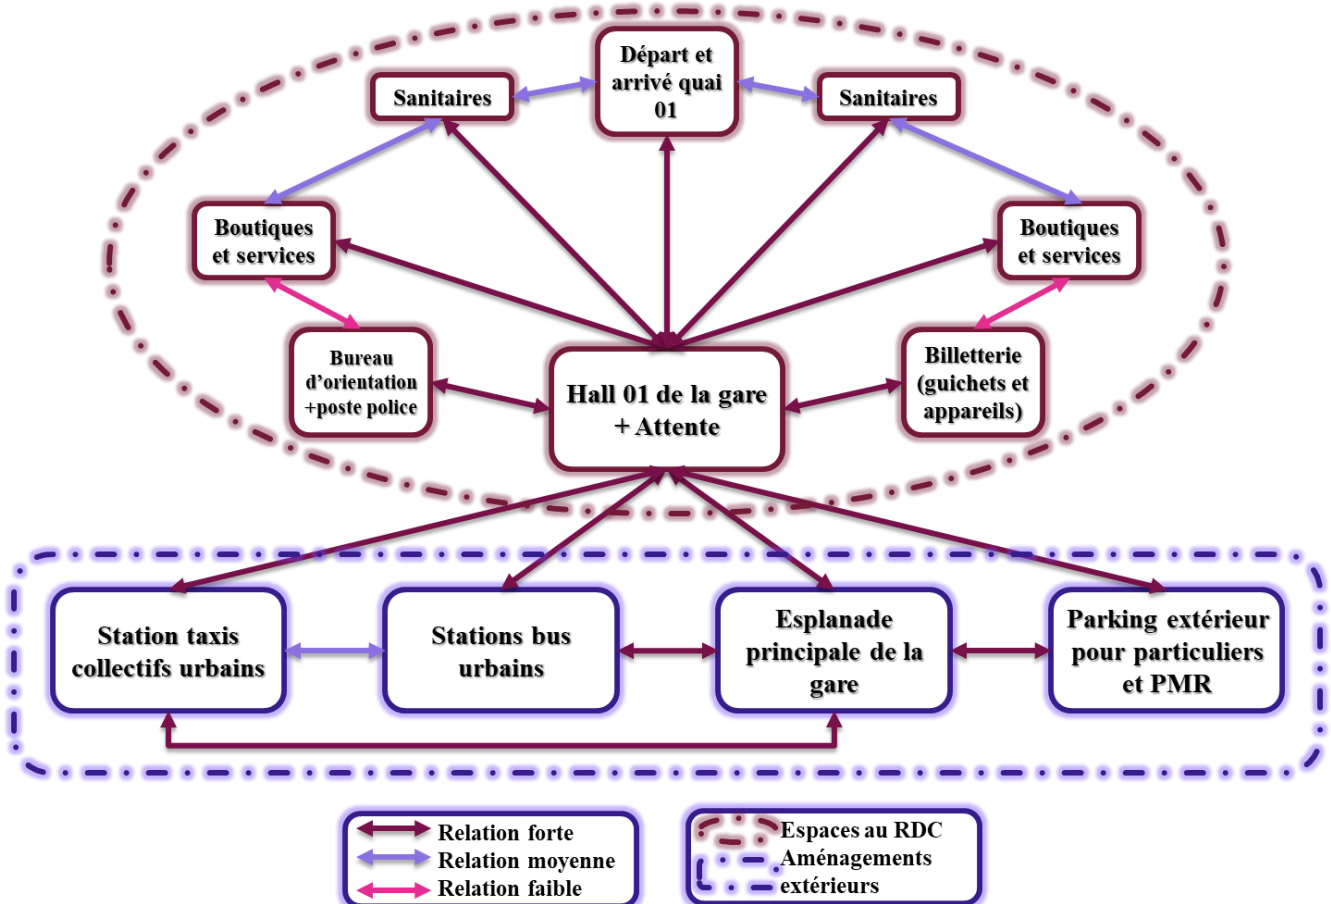 Départ et
arrivé quai
01
Sanitaires
Sanitaires
Boutiques
et services
Boutiques
et services
Bureau
d’orientation
+poste police
Hall 01 de la gare
+ Attente
Billetterie
(guichets et
appareils)
Station taxis
collectifs urbains
Stations bus
urbains
Esplanade
principale de la
gare
Parking extérieur
pour particuliers
et PMR
Relation forte
Relation moyenne
Relation faible
Espaces au RDC
Aménagements
extérieurs